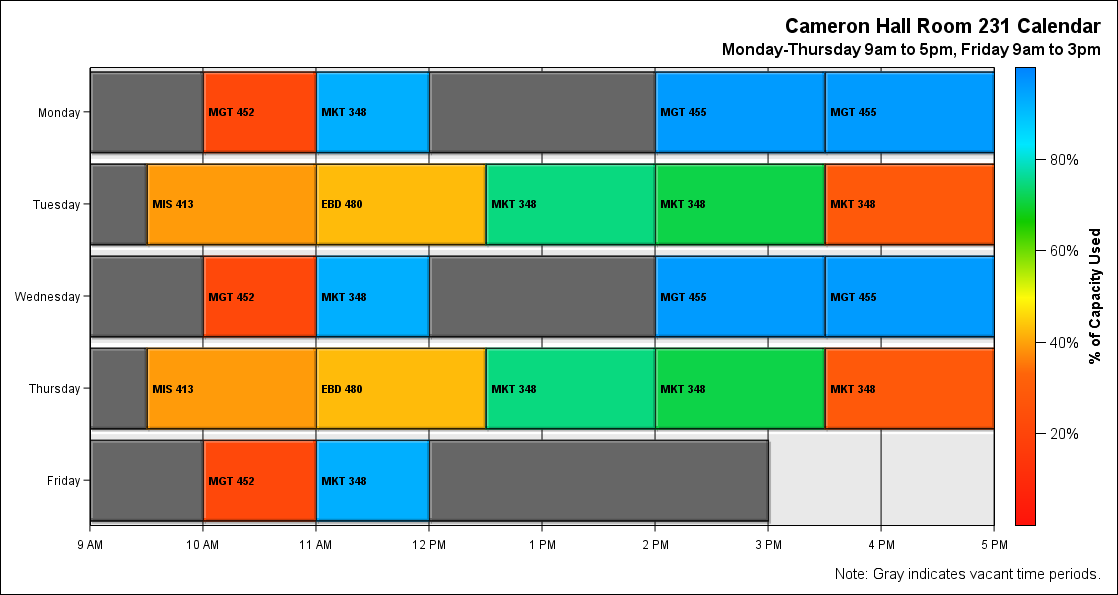 Cameron Hall Room 231 Calendar
Monday-Thursday 9am to 5pm, Friday 9am to 3pm
Monday
MGT 452
MKT 348
MGT 455
MGT 455
Tuesday
MIS 413
EBD 480
MKT 348
MKT 348
MKT 348
Wednesday
MGT 452
MKT 348
MGT 455
MGT 455
Thursday
MIS 413
EBD 480
MKT 348
MKT 348
MKT 348
Friday
MGT 452
MKT 348
9 AM
10 AM
11 AM
12 PM
1 PM
2 PM
3 PM
4 PM
5 PM
80%
60%
40%
20%
% of Capacity Used
Note: Gray indicates vacant time periods.